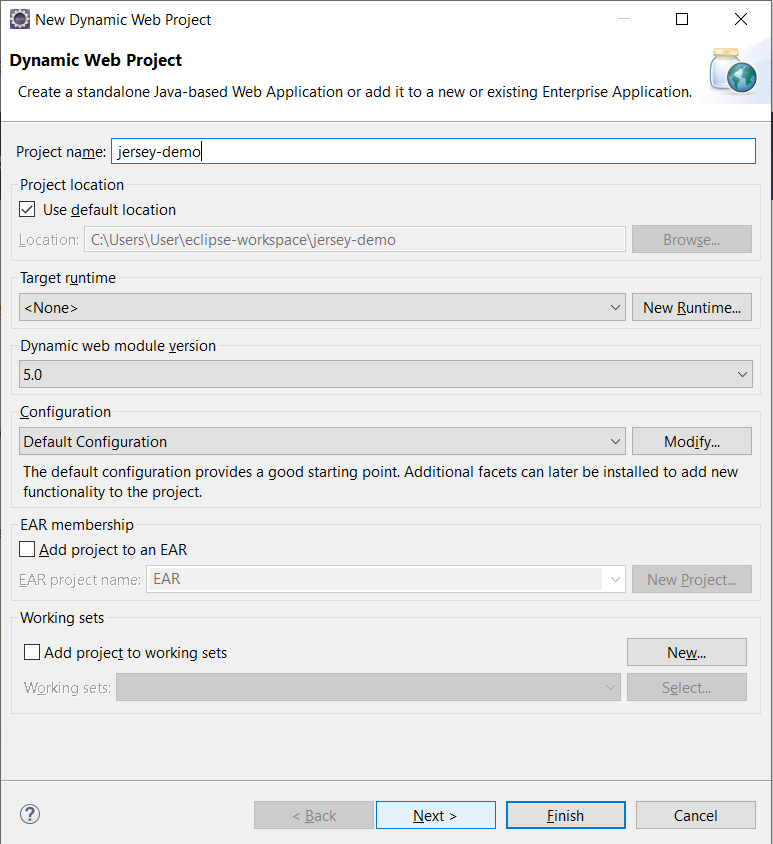 New Dynamic Web Project
Dynamic Web Project
Create a standalone Java-based Web Application or add it to a new or existing Enterprise Application.
Project name: jersey-demo
Project location
Use default location
Location: C:\Users\User\eclipse-workspace\jersey-demo Browse...
Target runtime
<None> New Runtime...
Dynamic web module version
5.0
Configuration
Default Configuration Modify...
The default configuration provides a good starting point. Additional facets can later be installed to add new
functionality to the project.
EAR membership
Add project to an EAR
EAR project name: EAR New Project...
Working sets
Add project to working sets New...
Working sets: Select...
? < Back Next > Finish Cancel